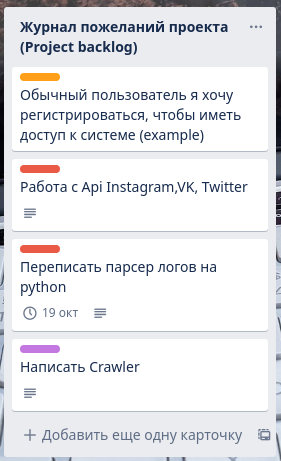 Журнал пожеланий проекта
(Project backlog)
Обычный пользователь я хочу
регистрироваться, чтобы иметь
доступ к системе (example)
Работа с Api Instagram,VK, Twitter
Переписать парсер логов на
python
19 окт
Написать Crawler
+ Добавить еще одну карточку